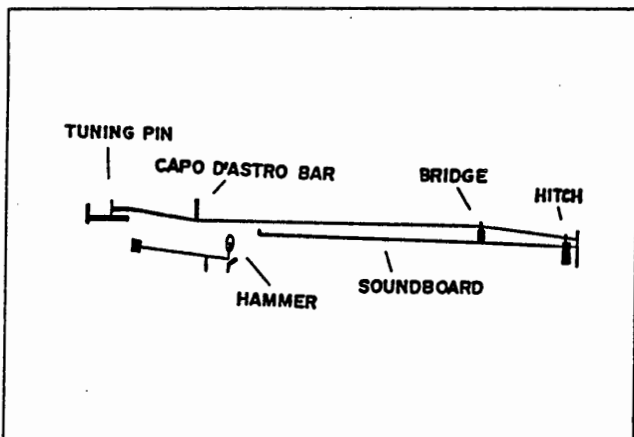 TUNING PIN
CAPO D'ASTRO BAR
BRIDGE
HITCH
HAMMER
SOUNDBOARD